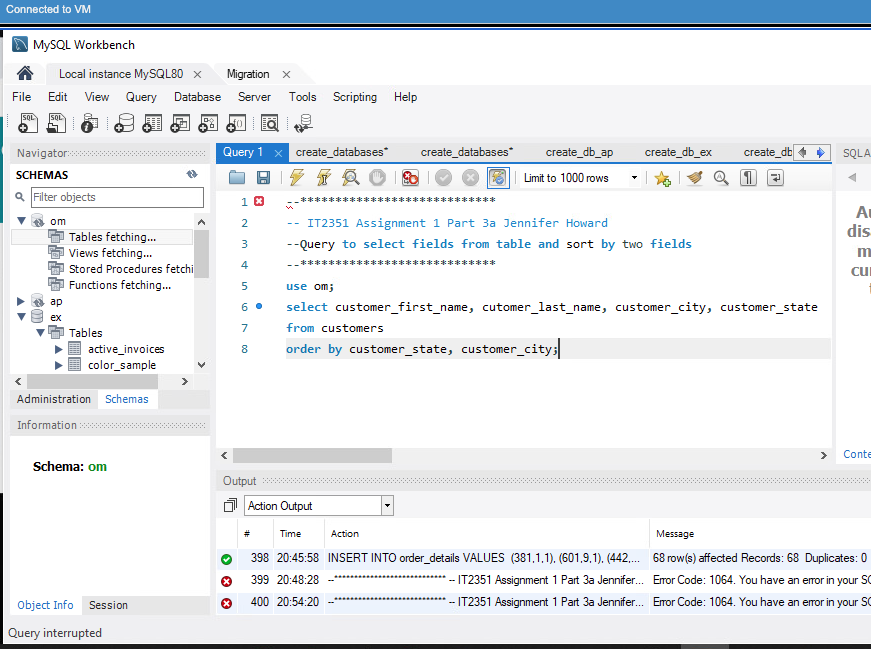 Connected to VM
MySQL Workbench
Local instance MySQL80
Migration
File Edit View Query Database Server Tools Scripting Help
Navigator
SCHEMAS
Filter objects
om
Tables fetching...
Views fetching...
Stored Procedures fetchi
Functions fetching...
ap
ex
Tables
active_invoices
color_sample
Administration Schemas
Information
Schema: om
Object Info Session
Query interrupted
Query 1 create_databases* create_databases* create_db_ap create_db_ex create_db SQLA
Limit to 1000 rows
1 --****************************
2 -- IT2351 Assignment 1 Part 3a Jennifer Howard
3 --Query to select fields from table and sort by two fields
4 --****************************
5 use om;
6 select customer_first_name, cutomer_last_name, customer_city, customer_state
7 from customers
8 order by customer_state, customer_city;
Au
dis
m
cur
t
Conte
Output
Action Output
# Time Action Message
398 20:45:58 INSERT INTO order_details VALUES (381,1,1), (601,9,1), (442,... 68 row(s) affected Records: 68 Duplicates: 0
399 20:48:28 --**************************** -- IT2351 Assignment 1 Part 3a Jennifer... Error Code: 1064. You have an error in your SQ
400 20:54:20 --**************************** -- IT2351 Assignment 1 Part 3a Jennifer... Error Code: 1064. You have an error in your SQ